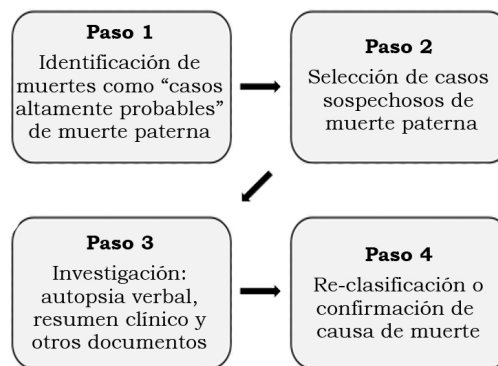 Paso 1
Identificación de
muertes como “casos
altamente probables”
de muerte paterna
Paso 2
Selección de casos
sospechosos de
muerte paterna
Paso 3
Investigación:
autopsia verbal,
resumen clínico y
otros documentos
Paso 4
Re-clasificación o
confirmación de
causa de muerte